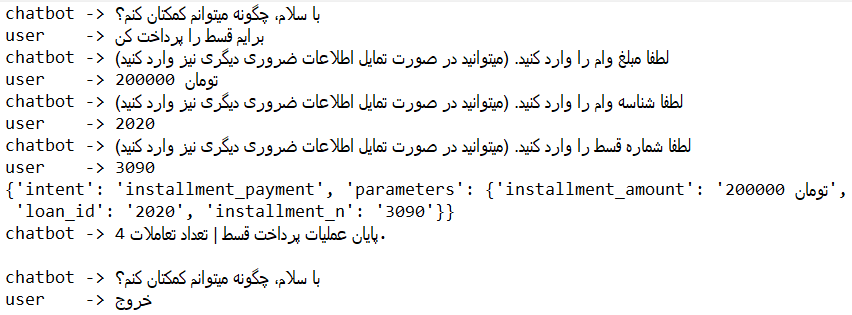 chatbot -> با سلام، چگونه میتوانم کمکتان کنم؟
user    -> برایم قسط را پرداخت کن
chatbot -> لطفا مبلغ وام را وارد کنید. (میتوانید در صورت تمایل اطلاعات ضروری دیگری نیز وارد کنید)
user    -> 200000 تومان
chatbot -> لطفا شناسه وام را وارد کنید. (میتوانید در صورت تمایل اطلاعات ضروری دیگری نیز وارد کنید)
user    -> 2020
chatbot -> لطفا شماره قسط را وارد کنید. (میتوانید در صورت تمایل اطلاعات ضروری دیگری نیز وارد کنید)
user    -> 3090
{'intent': 'installment_payment', 'parameters': {'installment_amount': '200000 تومان',
 'loan_id': '2020', 'installment_n': '3090'}}
chatbot -> پایان عملیات پرداخت قسط | تعداد تعاملات 4.
chatbot -> با سلام، چگونه میتوانم کمکتان کنم؟
user    -> خروج